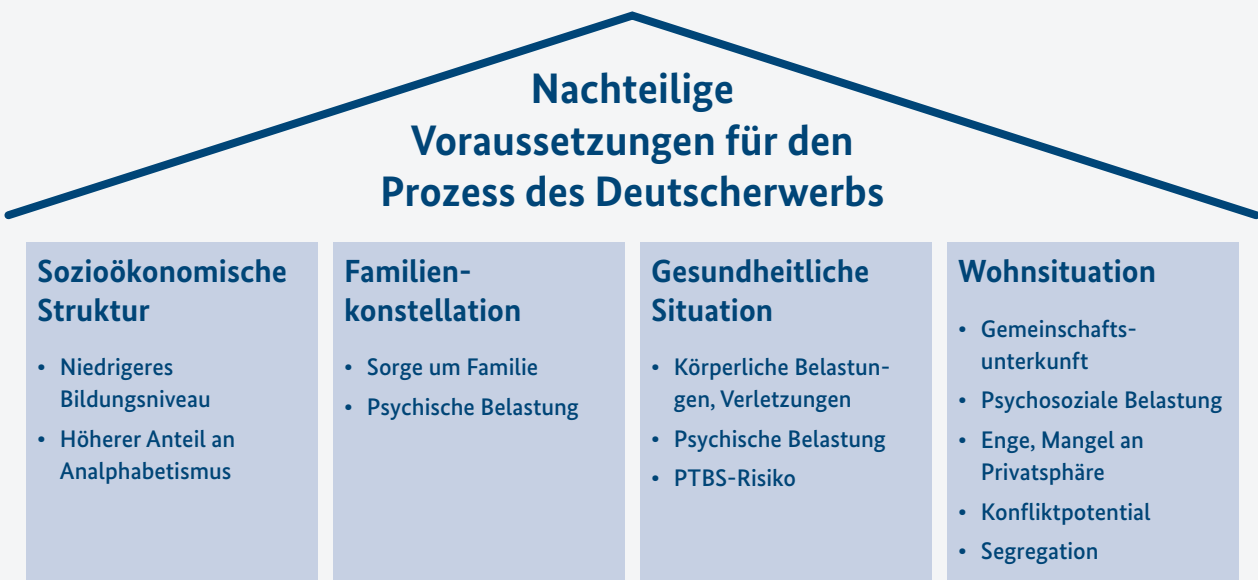 Nachteilige
Voraussetzungen für den
Prozess des Deutscherwerbs
Sozioökonomische
Struktur
• Niedrigeres
Bildungsniveau
• Höherer Anteil an
Analphabetismus
Familien-
konstellation
• Sorge um Familie
• Psychische Belastung
Gesundheitliche
Situation
• Körperliche Belastun-
gen, Verletzungen
• Psychische Belastung
• PTBS-Risiko
Wohnsituation
• Gemeinschafts-
unterkunft
• Psychosoziale Belastung
• Enge, Mangel an
Privatsphäre
• Konfliktpotential
• Segregation